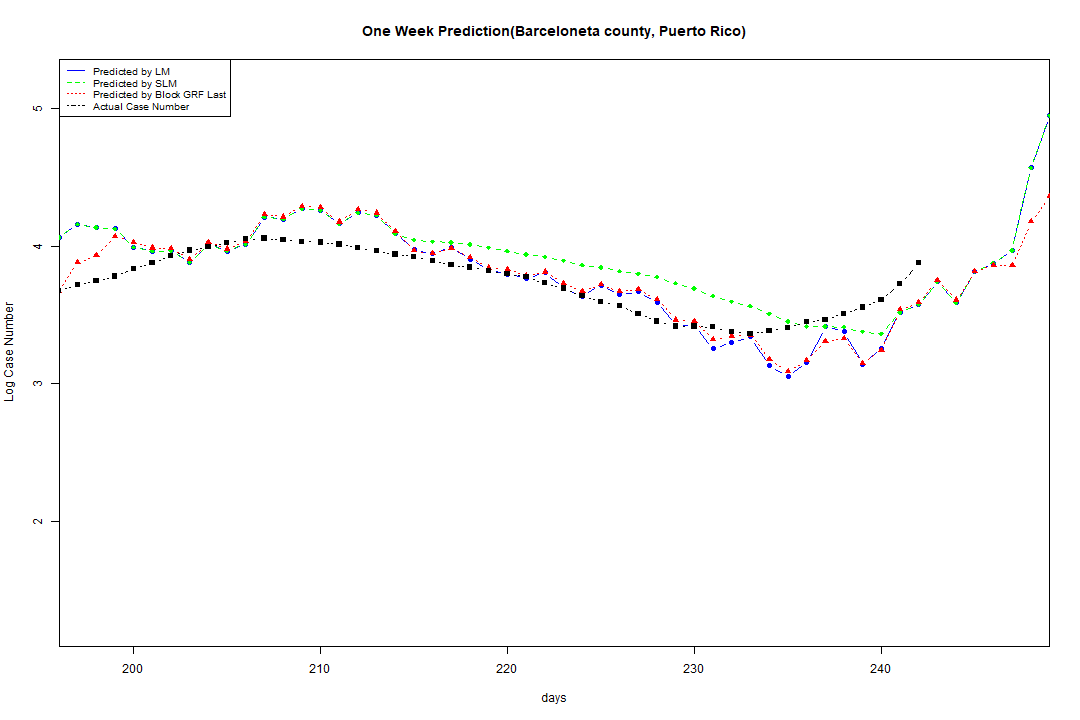 One Week Prediction(Barceloneta county, Puerto Rico)
Predicted by LM
Predicted by SLM
Predicted by Block GRF Last
Actual Case Number
5
4
3
2
Log Case Number
200 210 220 230 240
days